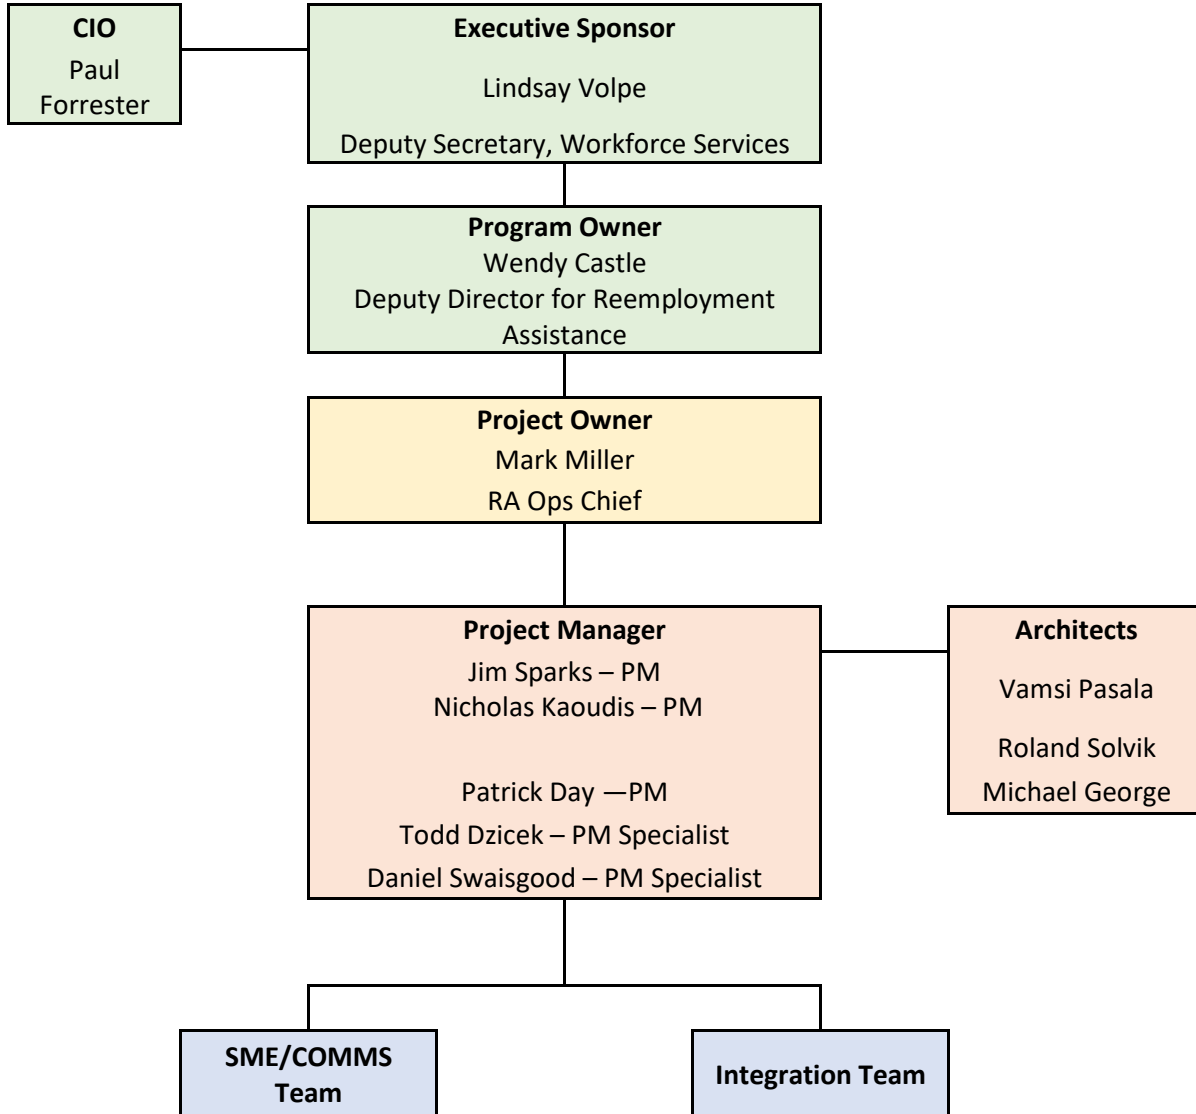 CIO
Paul
Forrester
Executive Sponsor
Lindsay Volpe
Deputy Secretary, Workforce Services
Program Owner
Wendy Castle
Deputy Director for Reemployment
Assistance
Project Owner
Mark Miller
RA Ops Chief
Project Manager
Jim Sparks – PM
Nicholas Kaoudis – PM
Patrick Day —PM
Todd Dzicek – PM Specialist
Daniel Swaisgood – PM Specialist
Architects
Vamsi Pasala
Roland Solvik
Michael George
SME/COMMS
Team
Integration Team